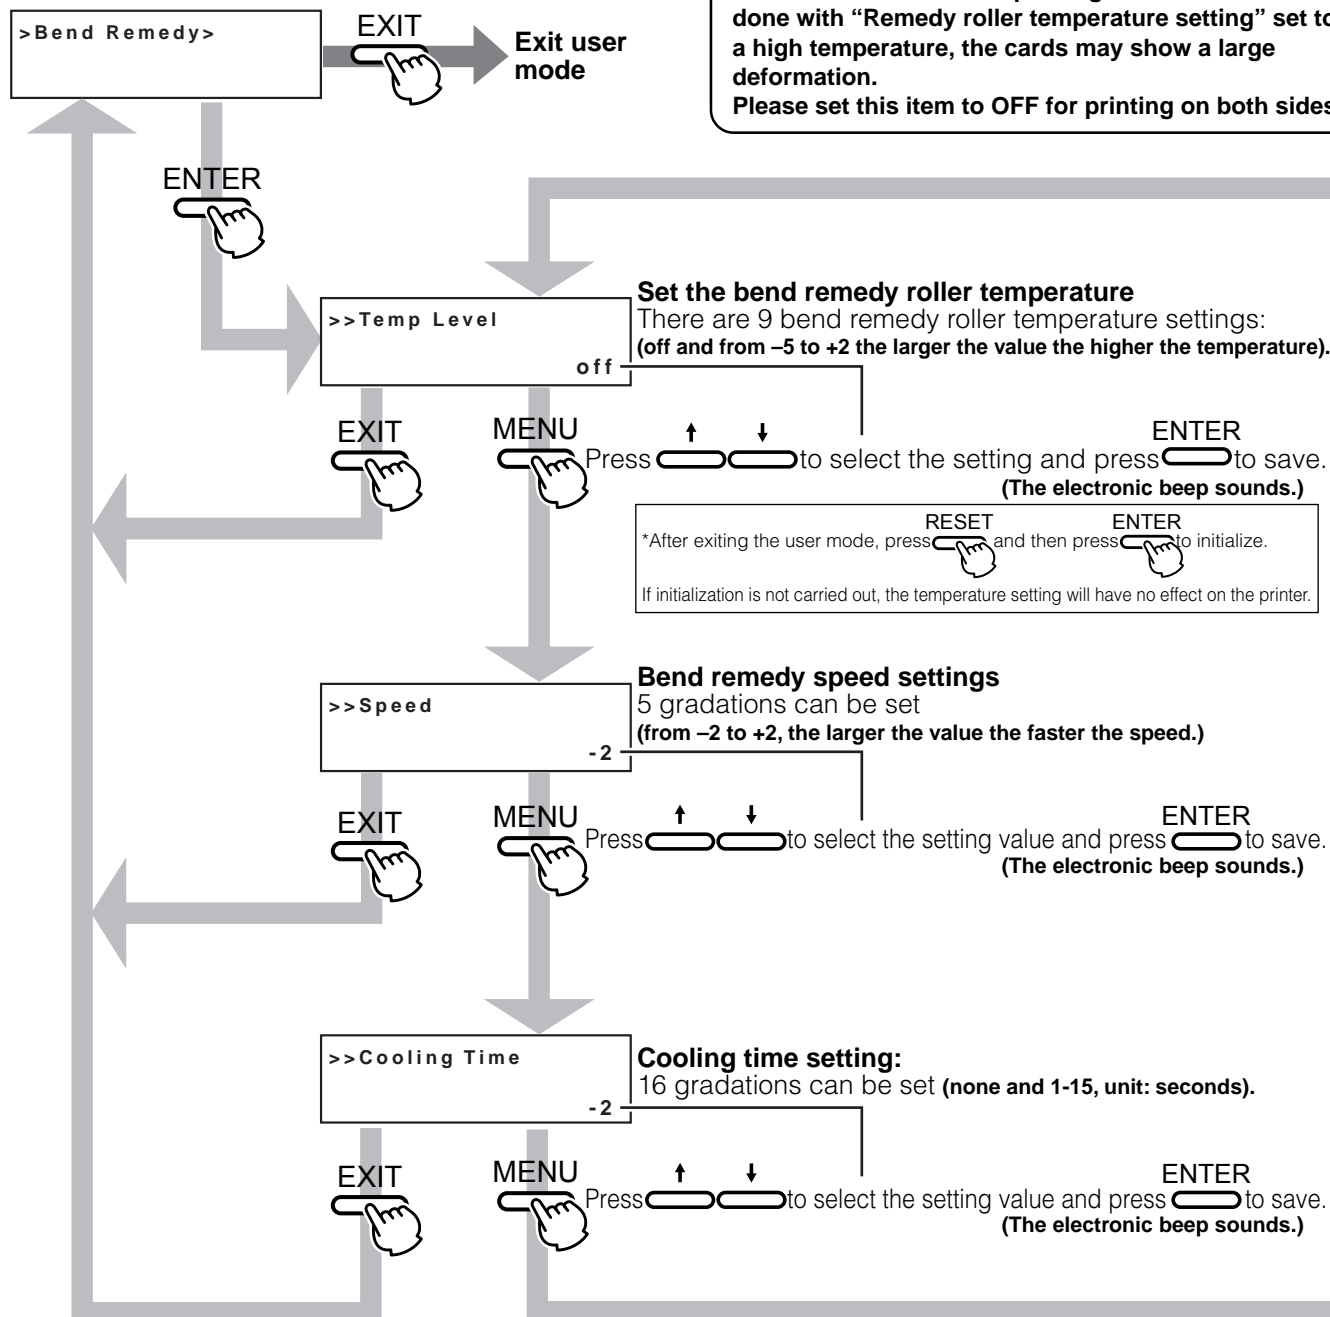 >Bend Remedy>
EXIT
Exit user
mode
done with “Remedy roller temperature setting” set to
a high temperature, the cards may show a large
deformation.
Please set this item to OFF for printing on both sides
ENTER
>>Temp Level
off
Set the bend remedy roller temperature
There are 9 bend remedy roller temperature settings:
(off and from –5 to +2 the larger the value the higher the temperature).
EXIT
MENU
ENTER
Press to select the setting and press to save.
(The electronic beep sounds.)
RESET ENTER
*After exiting the user mode, press and then press to initialize.
If initialization is not carried out, the temperature setting will have no effect on the printer.
>>Speed
-2
Bend remedy speed settings
5 gradations can be set
(from –2 to +2, the larger the value the faster the speed.)
EXIT
MENU
ENTER
Press to select the setting value and press to save.
(The electronic beep sounds.)
>>Cooling Time
-2
Cooling time setting:
16 gradations can be set (none and 1-15, unit: seconds).
EXIT
MENU
ENTER
Press to select the setting value and press to save.
(The electronic beep sounds.)